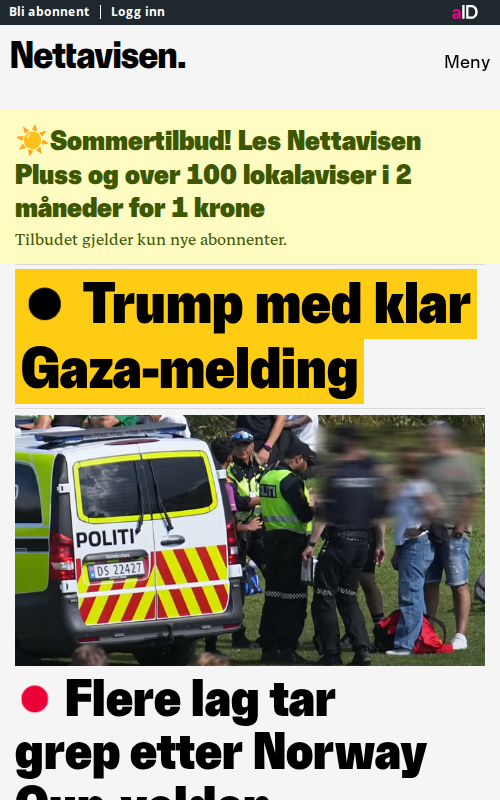 Bli abonnent | Logg inn
aID
Nettavisen.
Meny
☀️Sommertilbud! Les Nettavisen
Pluss og over 100 lokalaviser i 2
måneder for 1 krone
Tilbudet gjelder kun nye abonnenter.
Trump med klar
Gaza-melding
POLITI
DS 22427
Flere lag tar
grep etter Norway